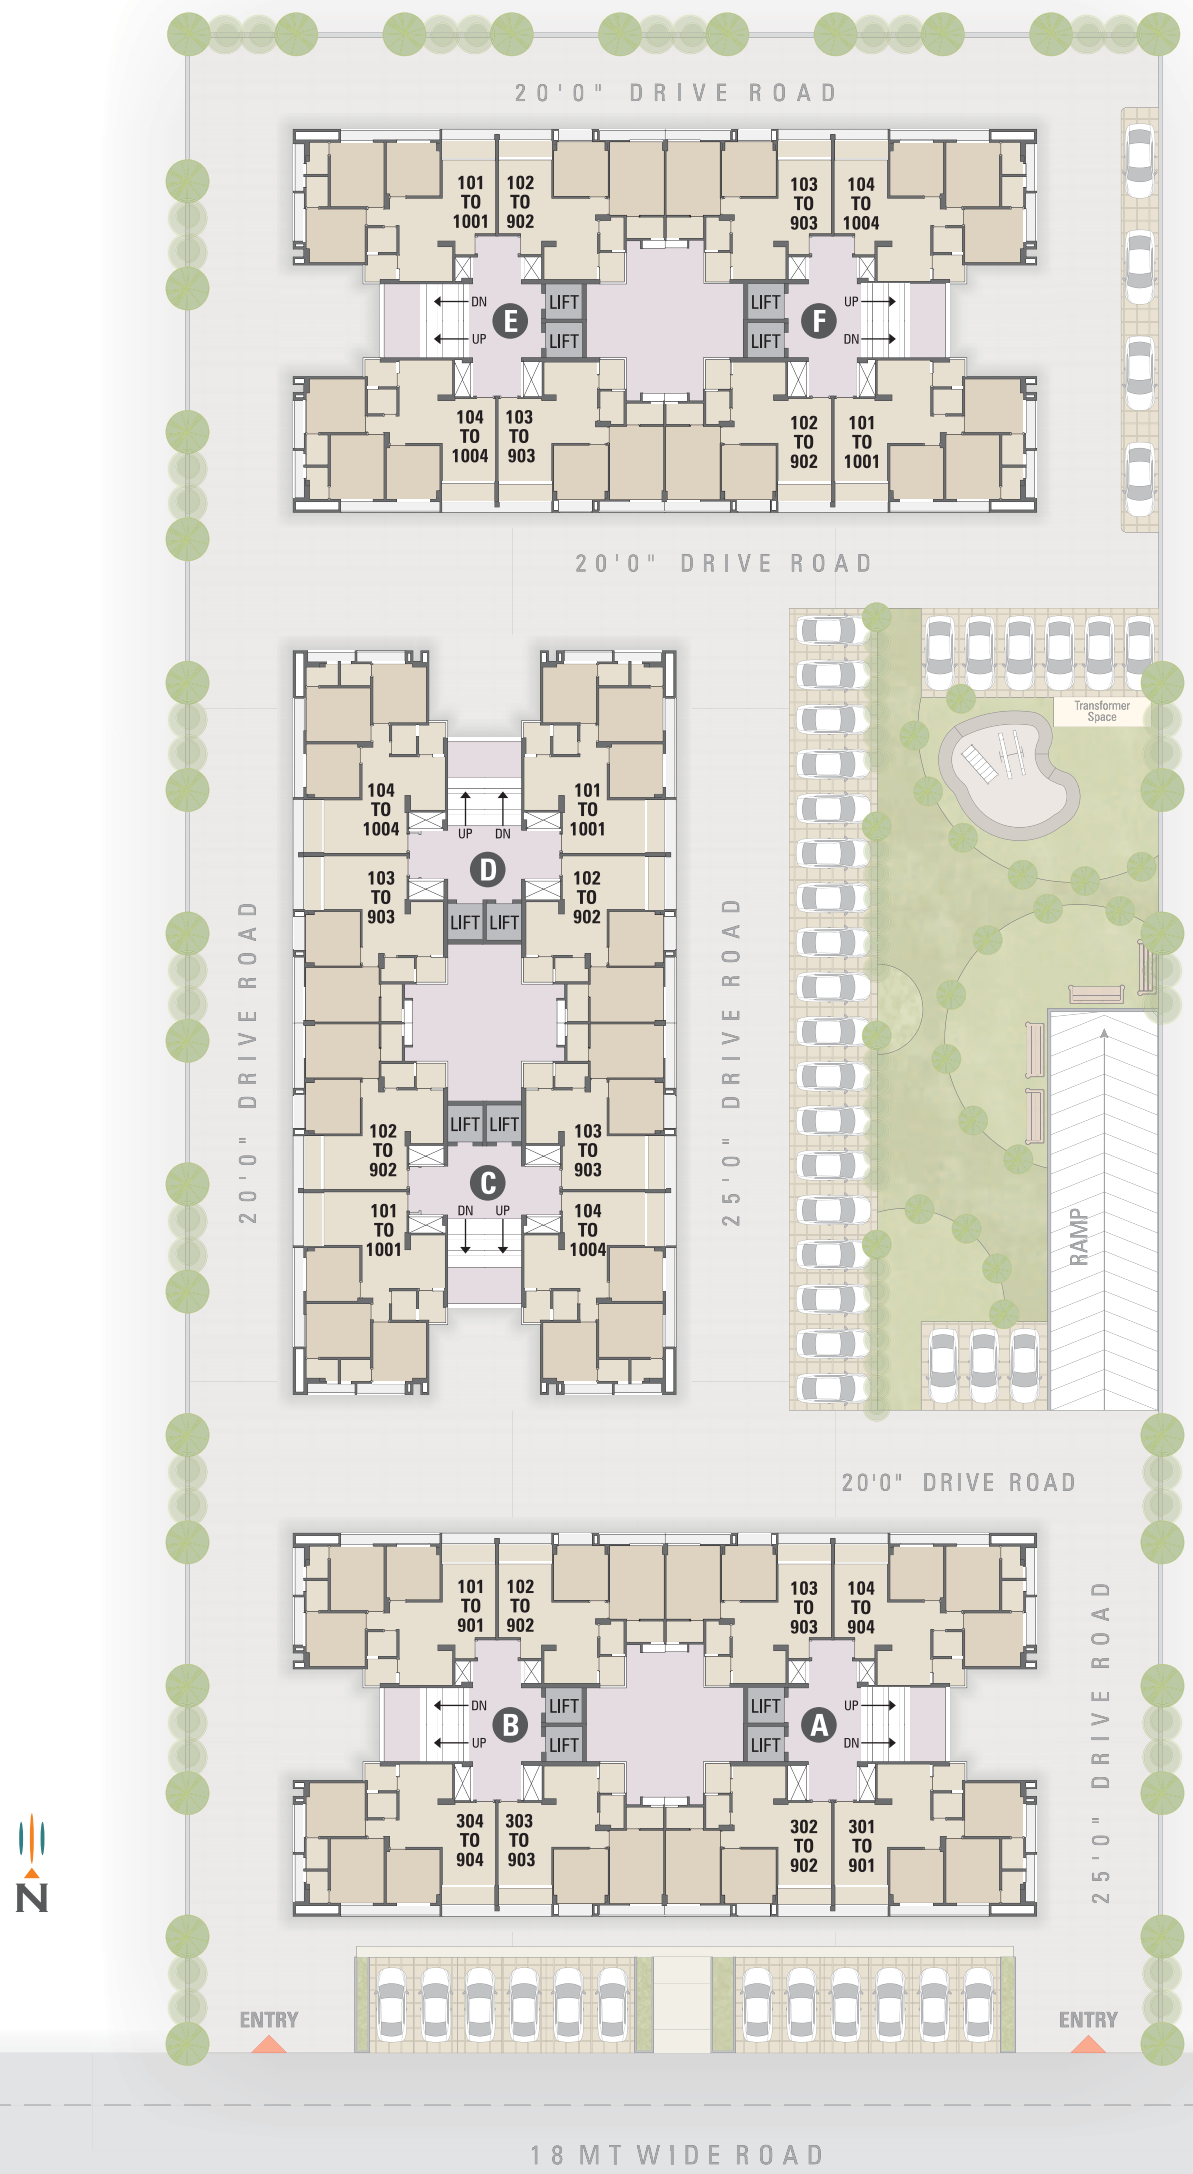 20'0" DRIVE ROAD
101
TO
1001
102
TO
902
103
TO
903
104
TO
1004
DN
UP
E
LIFT
LIFT
LIFT
LIFT
F
UP
DN
104
TO
1004
103
TO
903
102
TO
902
101
TO
1001
20'0" DRIVE ROAD
Transformer
Space
104
TO
1004
101
TO
1001
UP
DN
D
103
TO
903
102
TO
902
LIFT
LIFT
20'0" DRIVE ROAD
25'0" DRIVE ROAD
LIFT
LIFT
102
TO
902
103
TO
903
C
DN
UP
101
TO
1001
104
TO
1004
RAMP
20'0" DRIVE ROAD
101
TO
901
102
TO
902
103
TO
903
104
TO
904
DN
UP
B
LIFT
LIFT
LIFT
LIFT
A
UP
DN
304
TO
904
303
TO
903
302
TO
902
301
TO
901
25'0" DRIVE ROAD
N
ENTRY
ENTRY
18 MT WIDE ROAD